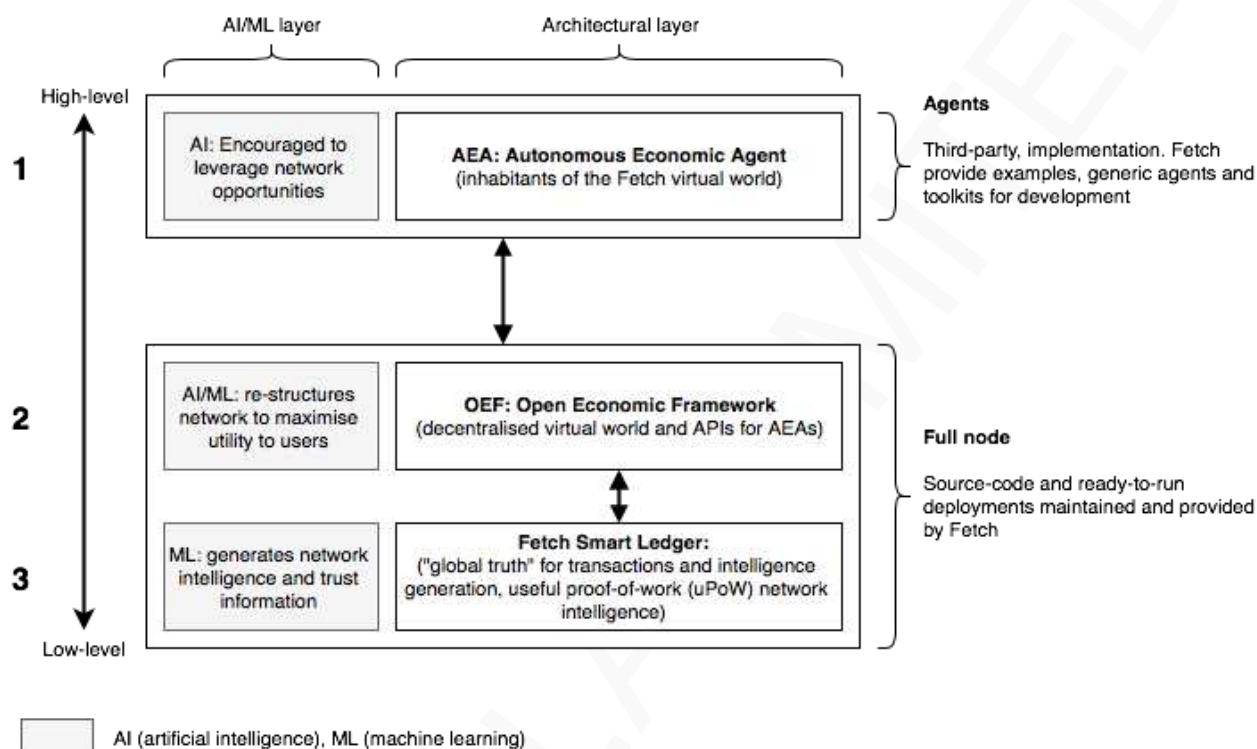 AI/ML layer
Architectural layer
High-level
1
AI: Encouraged to
leverage network
opportunities
AEA: Autonomous Economic Agent
(inhabitants of the Fetch virtual world)
Agents
Third-party, implementation. Fetch
provide examples, generic agents and
toolkits for development
2
AI/ML: re-structures
network to maximise
utility to users
OEF: Open Economic Framework
(decentralised virtual world and APIs for AEAs)
Full node
Source-code and ready-to-run
deployments maintained and provided
by Fetch
3
ML: generates network
intelligence and trust
information
Fetch Smart Ledger:
("global truth" for transactions and intelligence
generation, useful proof-of-work (uPoW) network
intelligence)
Low-level
AI (artificial intelligence), ML (machine learning)